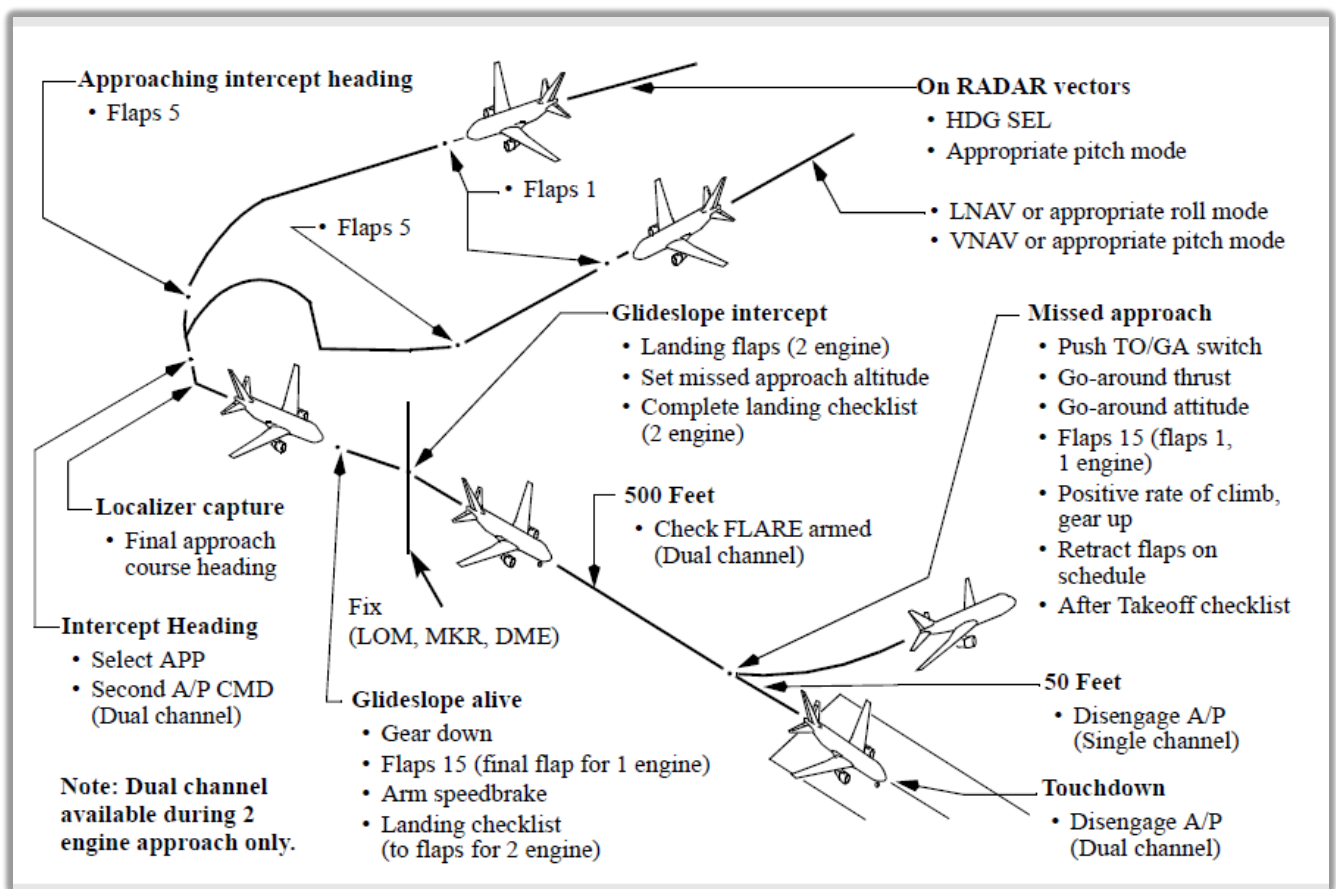 Approaching intercept heading
• Flaps 5
On RADAR vectors
• HDG SEL
• Appropriate pitch mode
• Flaps 1
• LNAV or appropriate roll mode
• VNAV or appropriate pitch mode
• Flaps 5
Glideslope intercept
• Landing flaps (2 engine)
• Set missed approach altitude
• Complete landing checklist
(2 engine)
Missed approach
• Push TO/GA switch
• Go-around thrust
• Go-around attitude
• Flaps 15 (flaps 1,
1 engine)
• Positive rate of climb,
gear up
• Retract flaps on
schedule
• After Takeoff checklist
Localizer capture
• Final approach
course heading
500 Feet
• Check FLARE armed
(Dual channel)
Fix
(LOM, MKR, DME)
Intercept Heading
• Select APP
• Second A/P CMD
(Dual channel)
Glideslope alive
• Gear down
• Flaps 15 (final flap for 1 engine)
• Arm speedbrake
• Landing checklist
(to flaps for 2 engine)
50 Feet
• Disengage A/P
(Single channel)
Touchdown
• Disengage A/P
(Dual channel)
Note: Dual channel
available during 2
engine approach only.